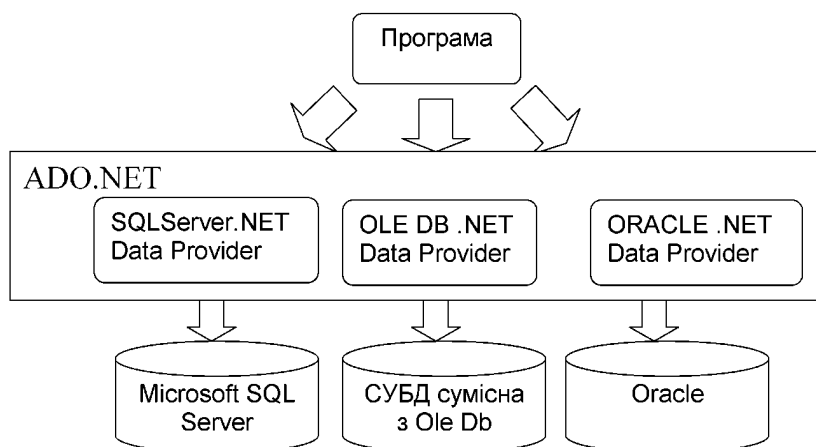 Програма
ADO.NET
SQLServer.NET
Data Provider
OLE DB .NET
Data Provider
ORACLE .NET
Data Provider
Microsoft SQL
Server
СУБД сумісна
з Ole Db
Oracle